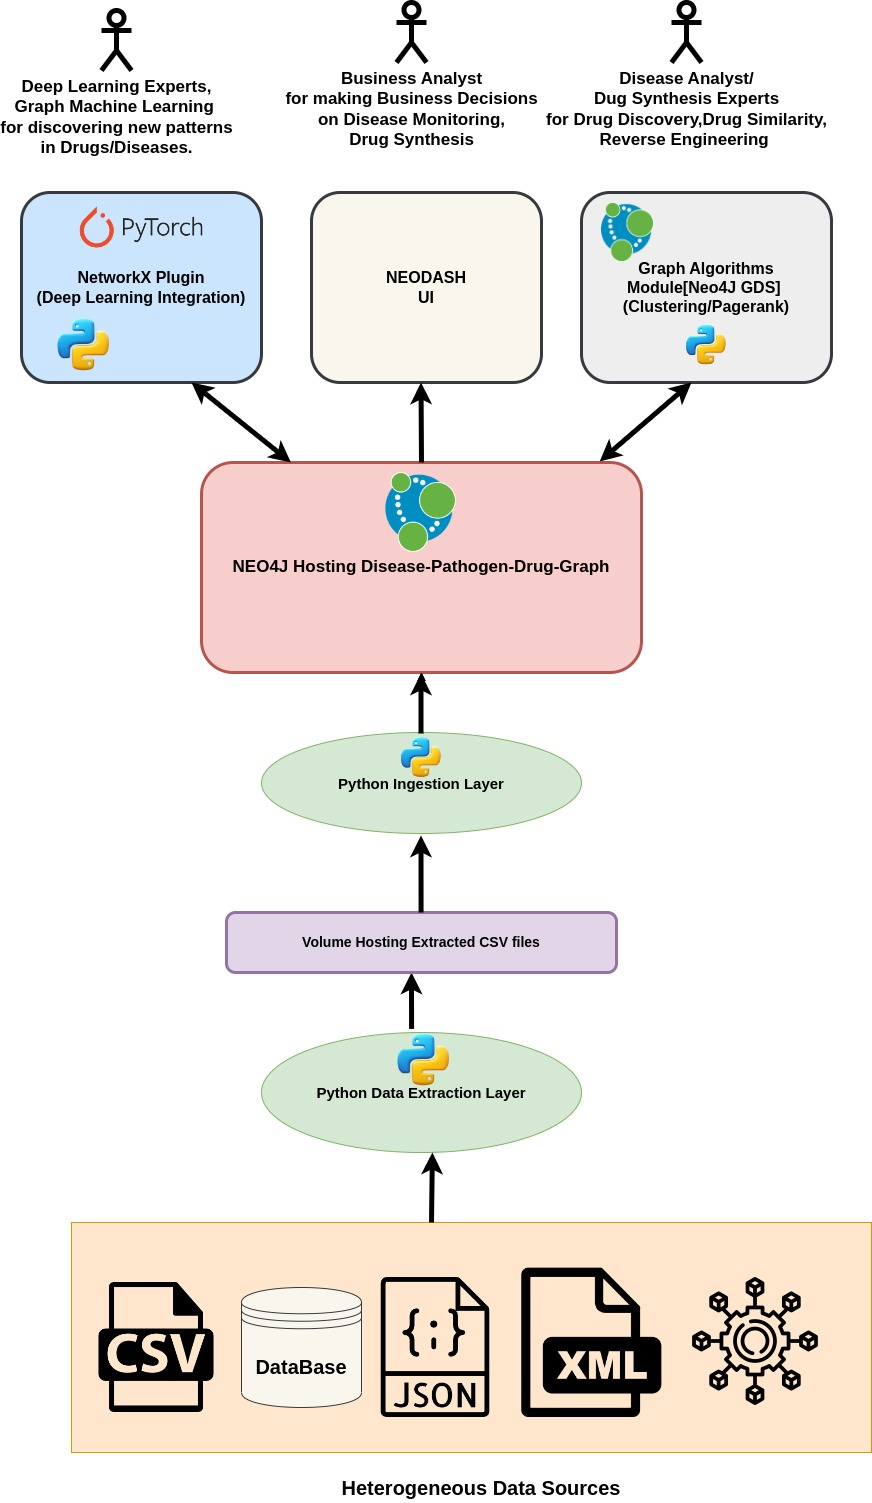 Deep Learning Experts,
Graph Machine Learning
for discovering new patterns
in Drugs/Diseases.
Business Analyst
for making Business Decisions
on Disease Monitoring,
Drug Synthesis
Disease Analyst/
Dug Synthesis Experts
for Drug Discovery,Drug Similarity,
Reverse Engineering
PyTorch
NetworkX Plugin
(Deep Learning Integration)
NEODASH
UI
Graph Algorithms
Module[Neo4J GDS]
(Clustering/Pagerank)
NEO4J Hosting Disease-Pathogen-Drug-Graph
Python Ingestion Layer
Volume Hosting Extracted CSV files
Python Data Extraction Layer
CSV
DataBase
{;}
JSON
XML
Heterogeneous Data Sources